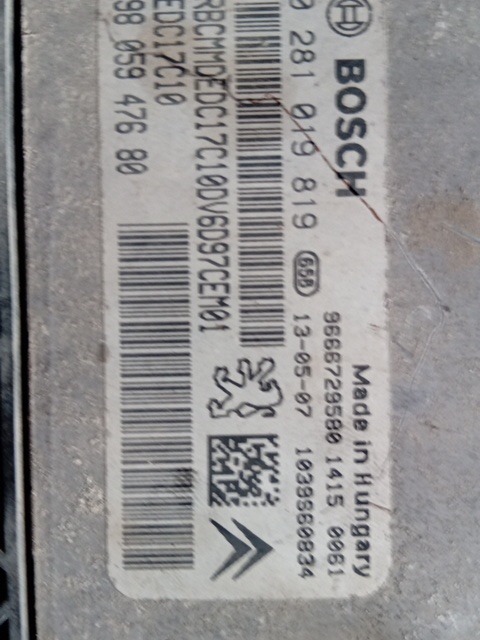 BOSCH
0 281 019 819 668 13-05-07 1039S60834
9666729580 1415 0061
Made in Hungary
RBCMMDEDC17C10DV6D97CEM01
EDC17C10
98 059 476 80